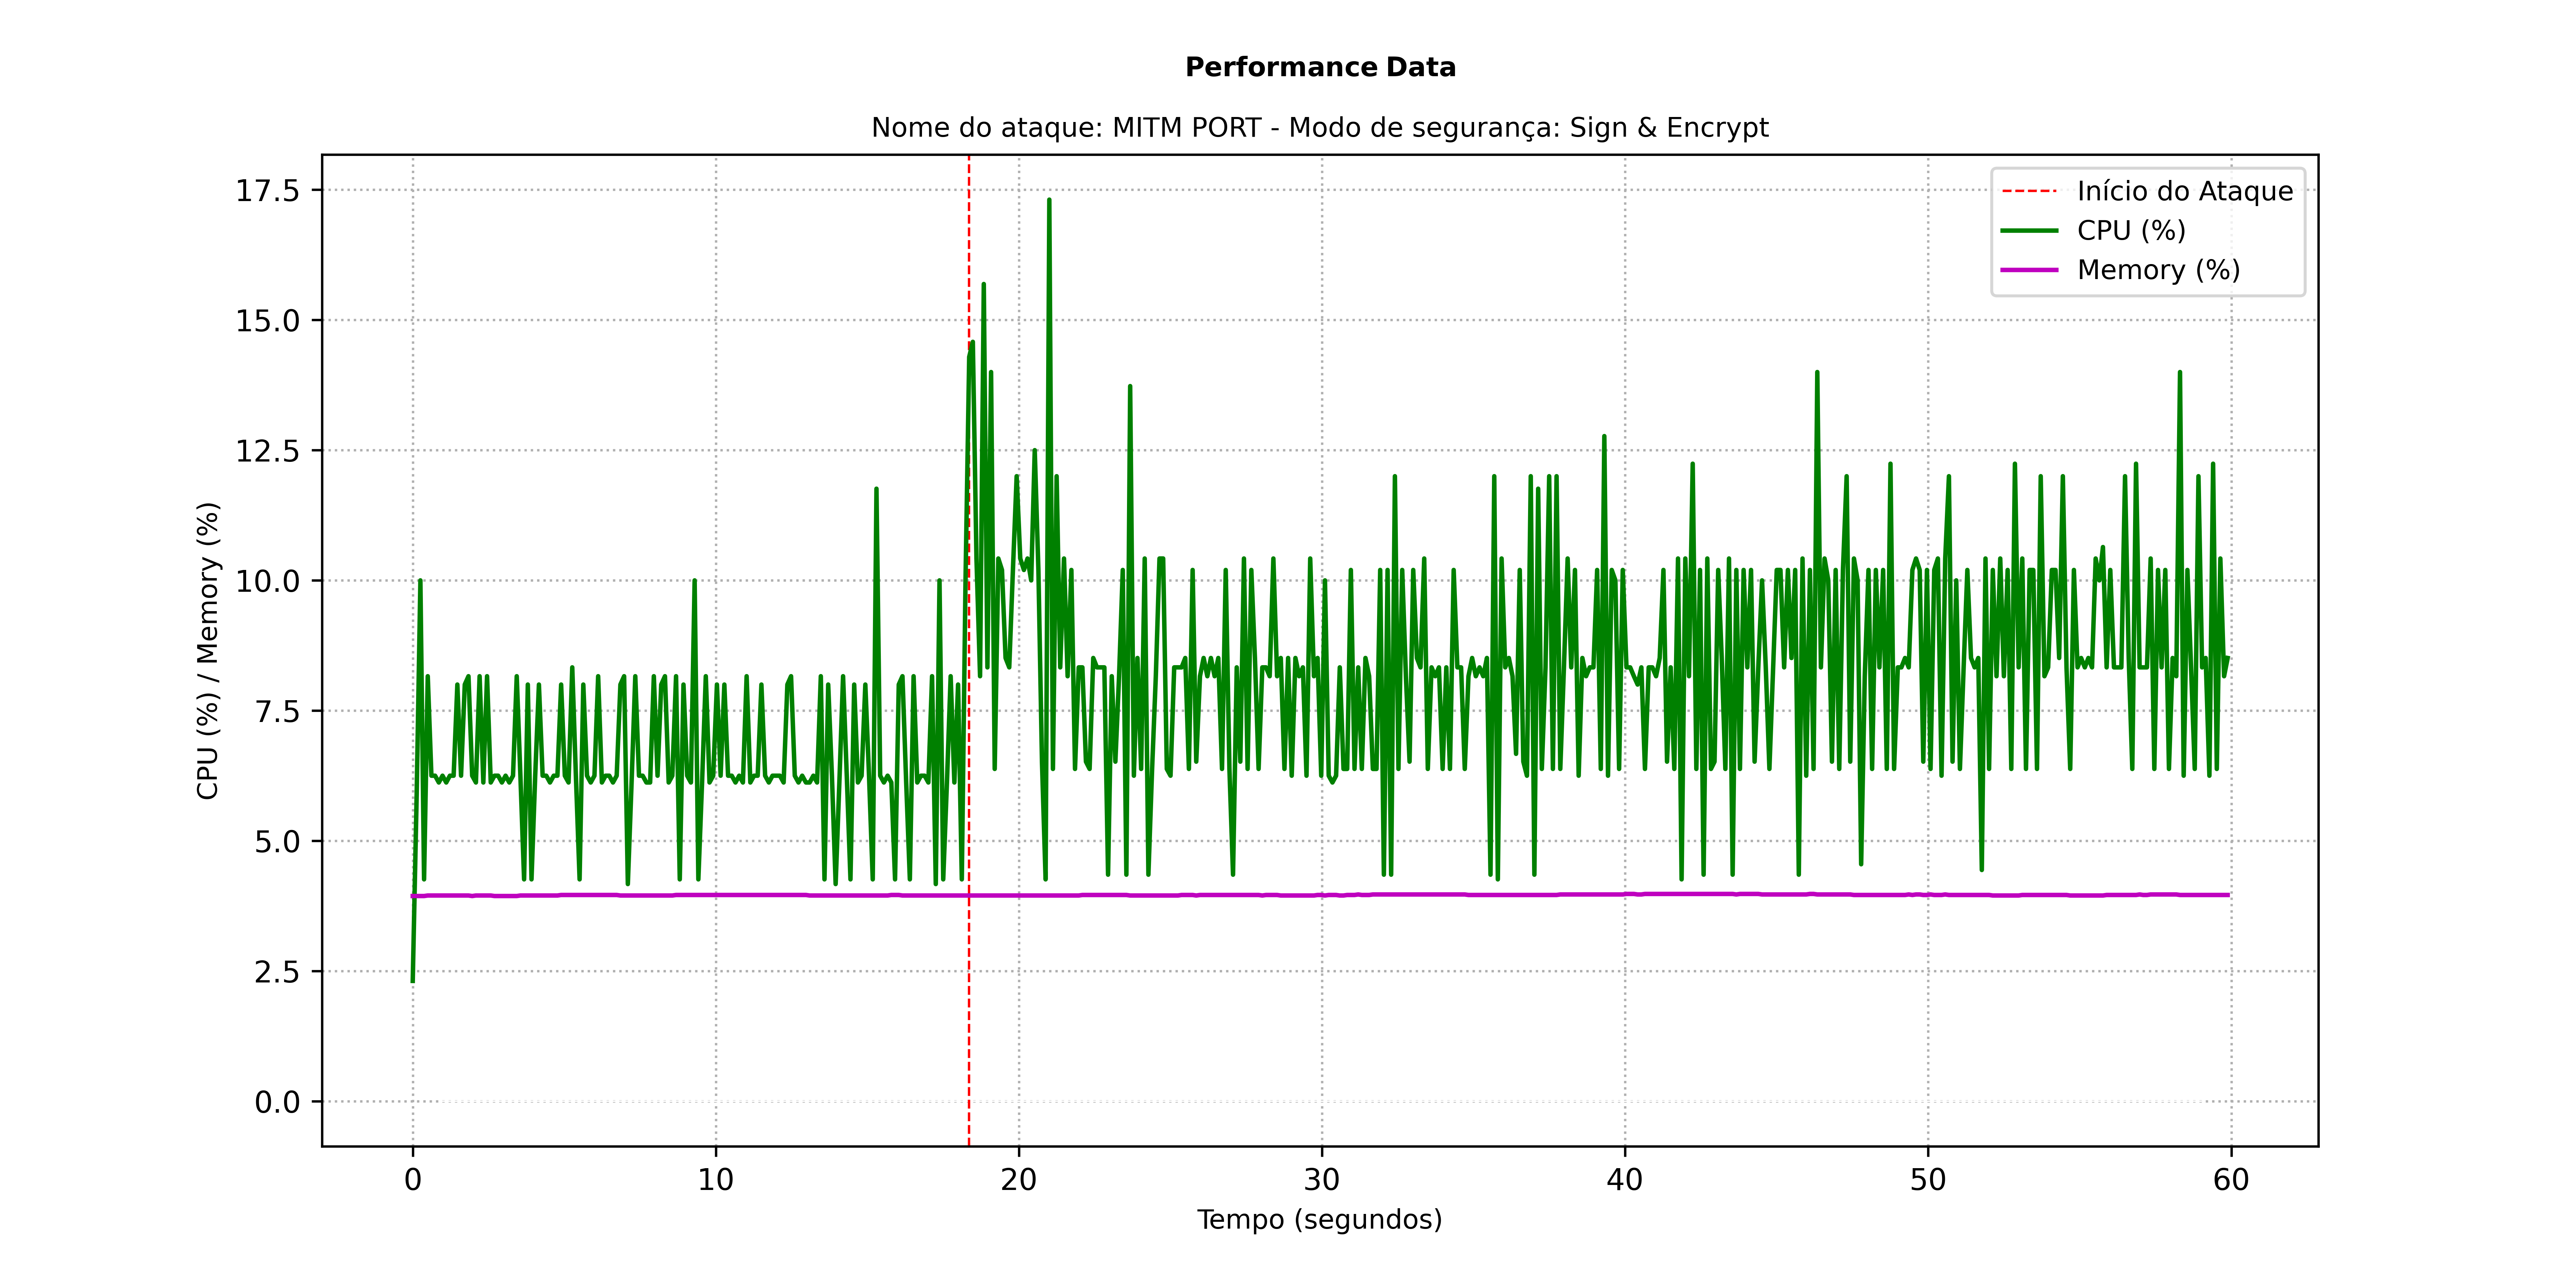 Performance Data
Nome do ataque: MITM PORT - Modo de segurança: Sign & Encrypt
Início do Ataque
CPU (%)
Memory (%)
CPU (%) / Memory (%)
17.5
15.0
12.5
10.0
7.5
5.0
2.5
0.0
0 10 20 30 40 50 60
Tempo (segundos)